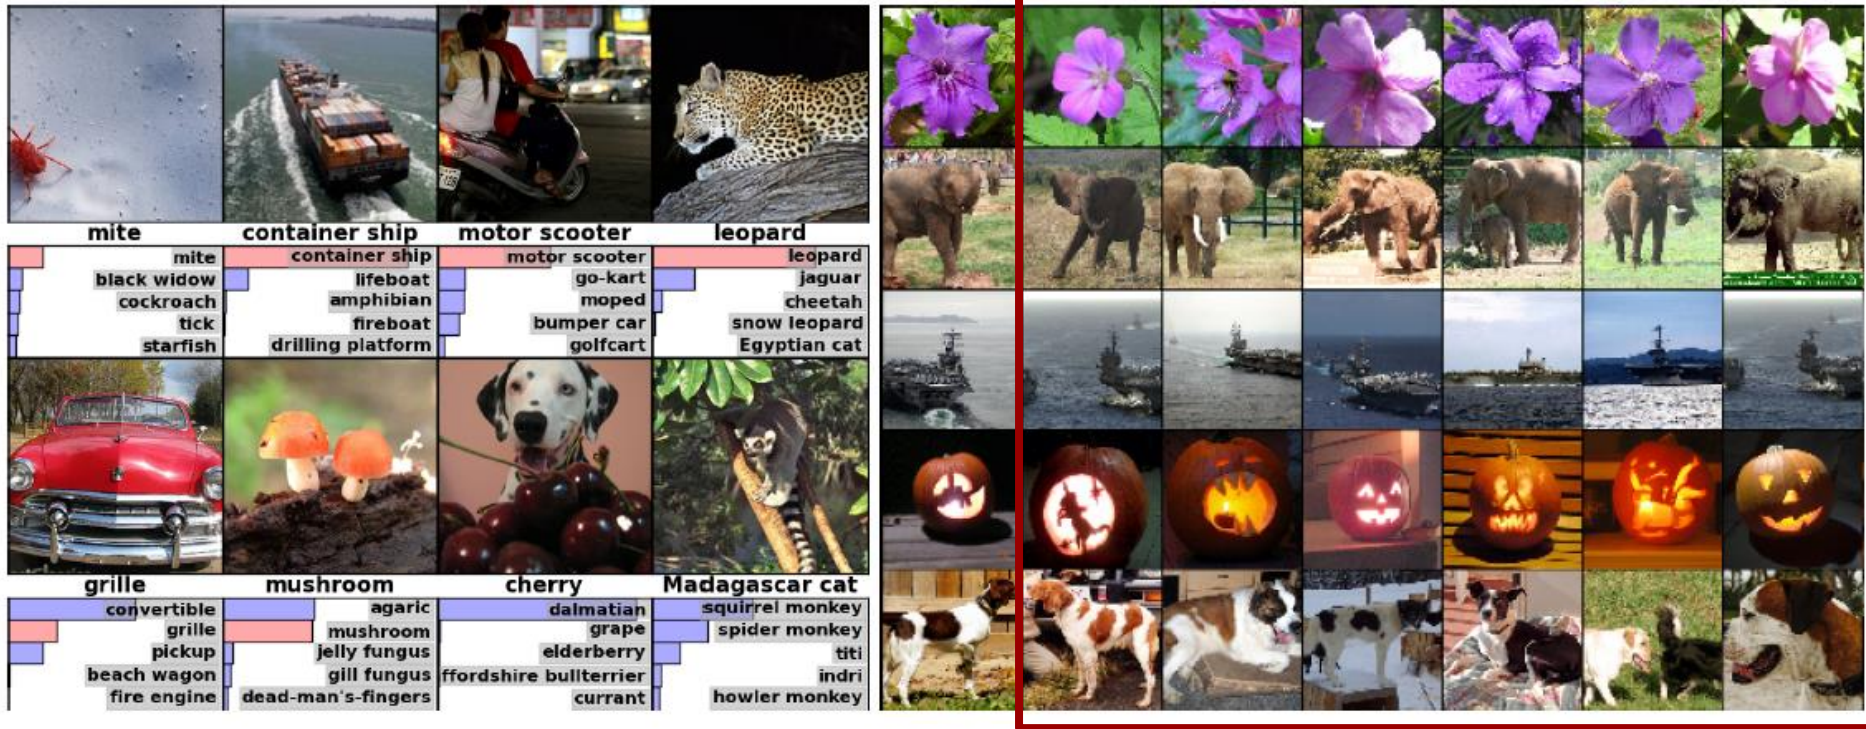 mite
container ship
motor scooter
leopard
mite
black widow
cockroach
tick
starfish
container ship
lifeboat
amphibian
fireboat
drilling platform
motor scooter
go-kart
moped
bumper car
golfcart
leopard
jaguar
cheetah
snow leopard
Egyptian cat
grille
mushroom
cherry
Madagascar cat
convertible
grille
pickup
beach wagon
fire engine
agaric
mushroom
jelly fungus
gill fungus
dead-man's-fingers
dalmatian
grape
elderberry
ffordshire bullterrier
currant
squirrel monkey
spider monkey
titi
indri
howler monkey